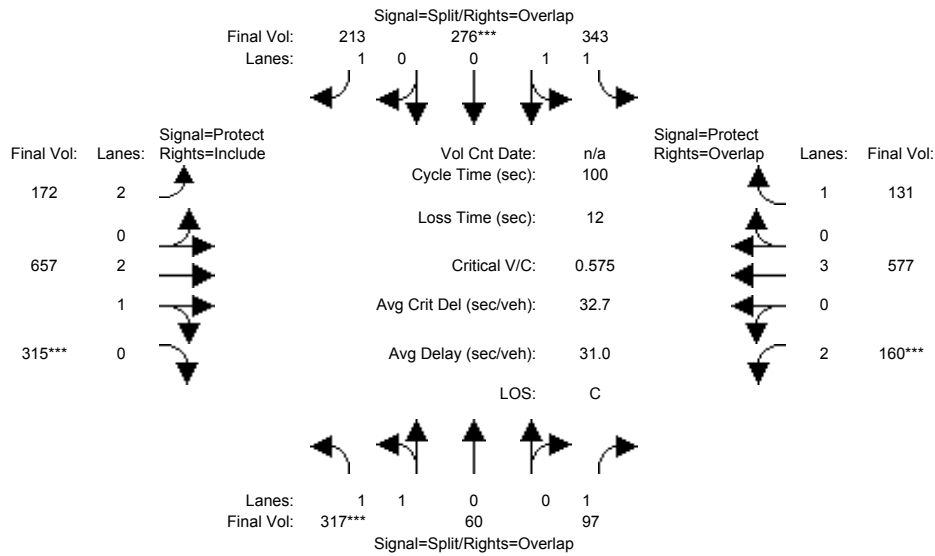 Signal=Split/Rights=Overlap
Final Vol: 213 276*** 343
Lanes: 1 0 0 1 1
Signal=Protect Signal=Protect
Final Vol: Lanes: Rights=Include Vol Cnt Date: n/a Rights=Overlap Lanes: Final Vol:
Cycle Time (sec): 100
172 2 1 131
Loss Time (sec): 12
0 0
657 2 Critical V/C: 0.575 3 577
1 Avg Crit Del (sec/veh): 32.7 0
315*** 0 Avg Delay (sec/veh): 31.0 2 160***
LOS: C
Lanes: 1 1 0 0 1
Final Vol: 317*** 60 97
Signal=Split/Rights=Overlap